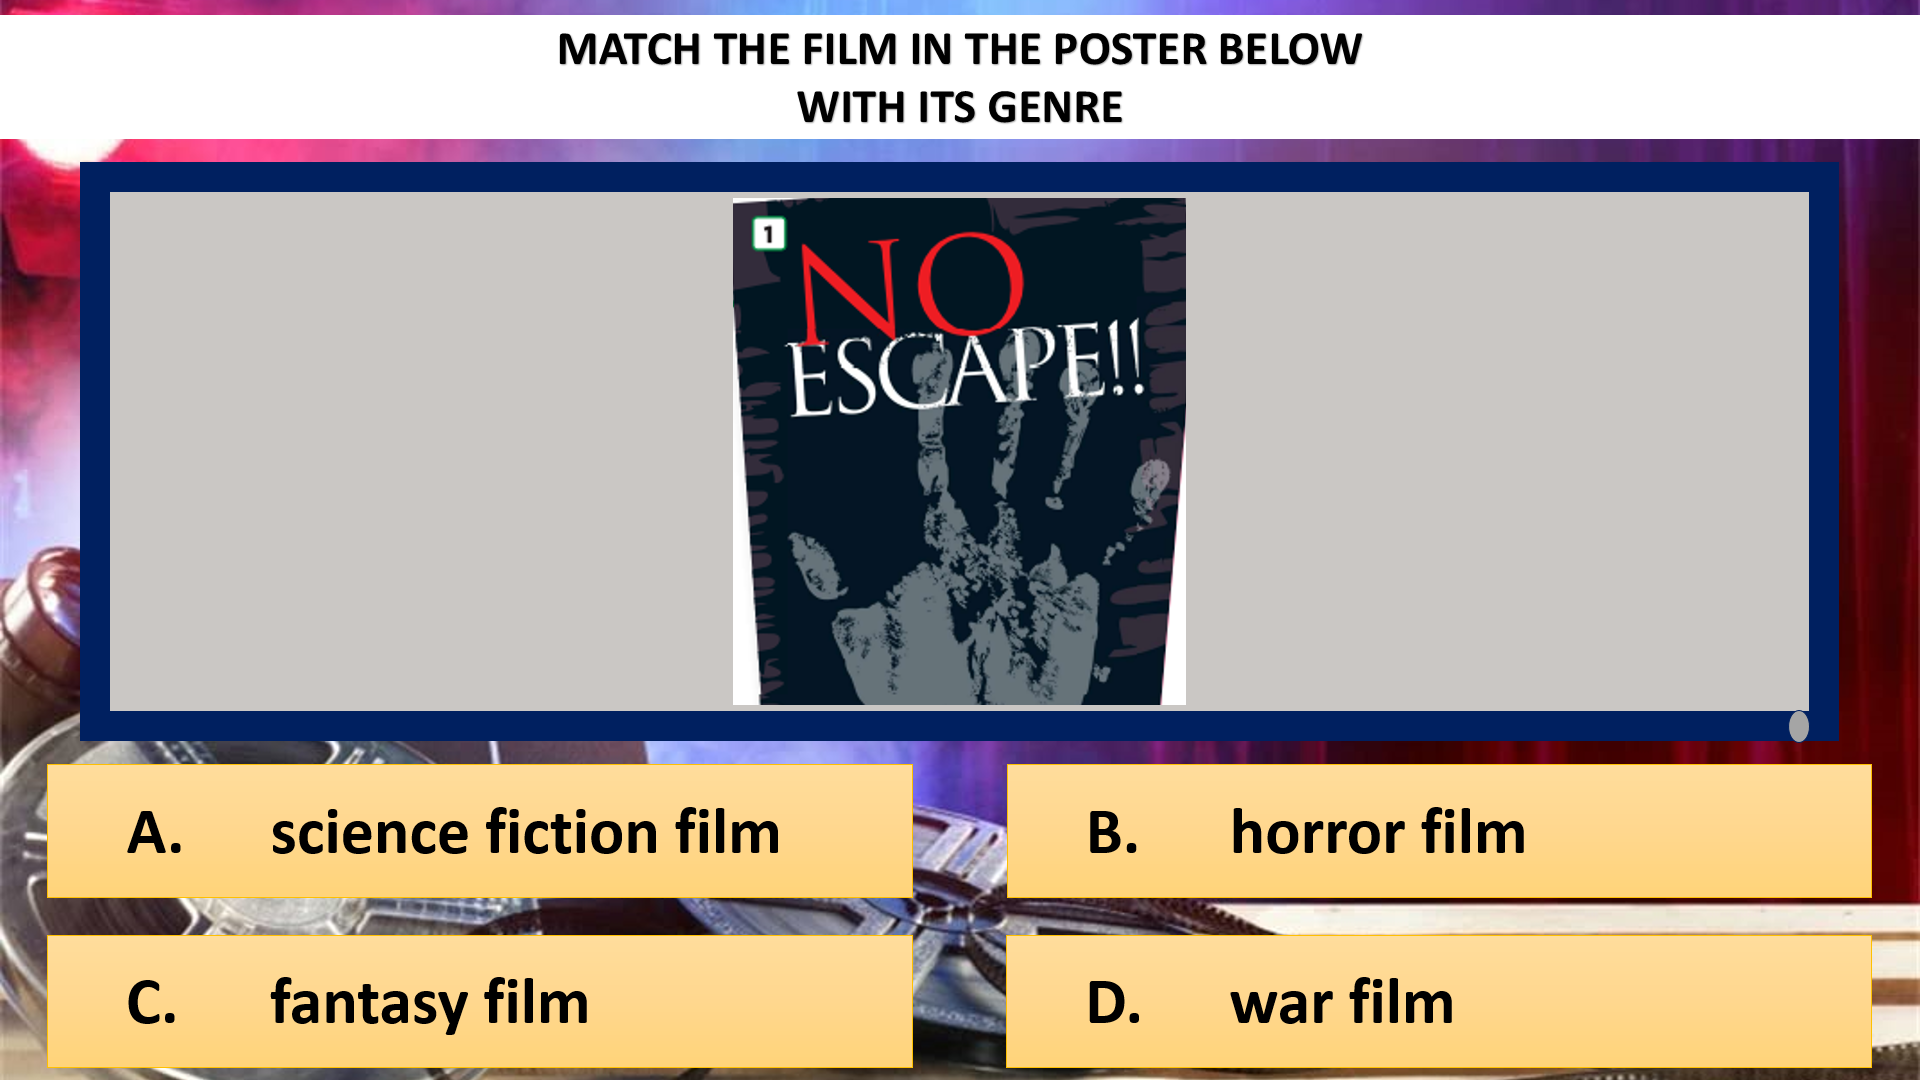 MATCH THE FILM IN THE POSTER BELOW
WITH ITS GENRE
1
NO
ESCAPE!!
A. science fiction film
B. horror film
C. fantasy film
D. war film